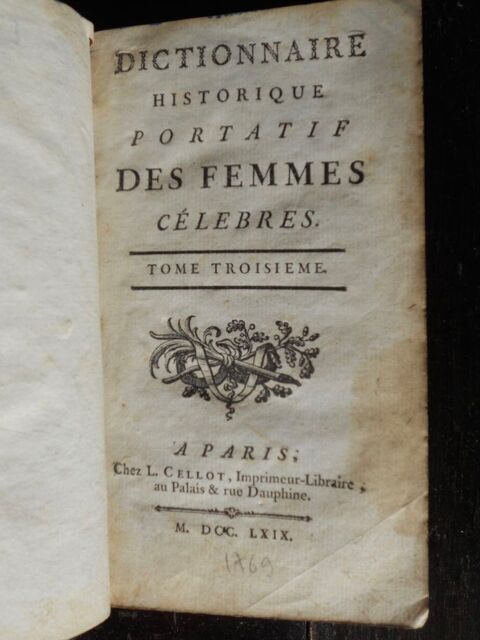 DICTIONNAIRE
HISTORIQUE
PORTATIF
DES FEMMES
CÉLEBRES.
TOME TROISIEME.
A PARIS;
Chez L. CELLOT, Imprimeur-Libraire;
au Palais & rue Dauphine.
M. DCC. LXIX.
1769